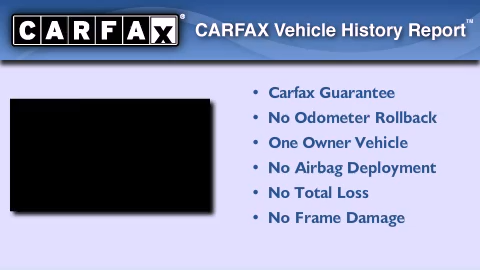 CARFAX® CARFAX Vehicle History Report™
• Carfax Guarantee
• No Odometer Rollback
• One Owner Vehicle
• No Airbag Deployment
• No Total Loss
• No Frame Damage